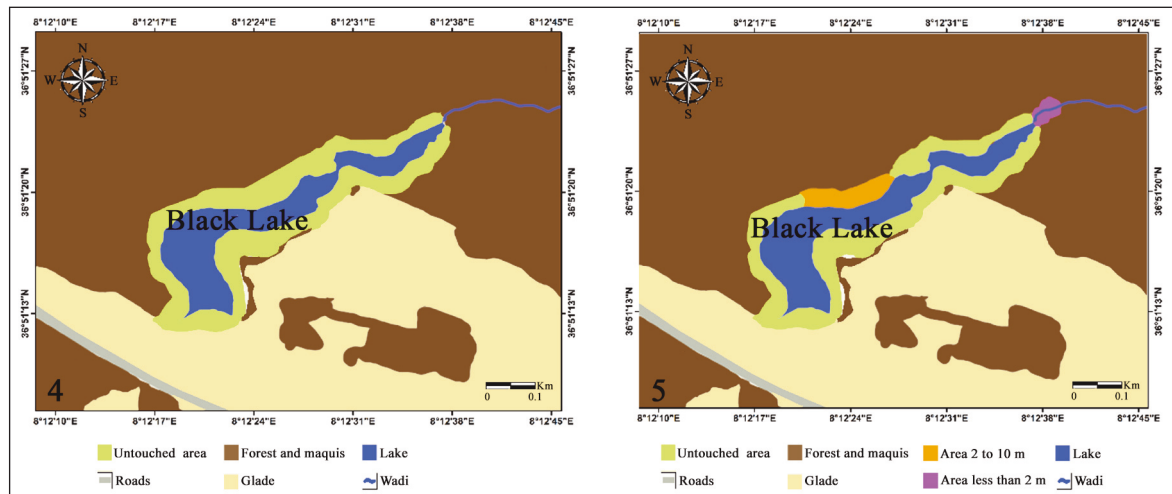 8°12'10"E 8°12'17"E 8°12'24"E 8°12'31"E 8°12'38"E 8°12'45"E
N
W E
S
36°51'27"N
36°51'20"N
36°51'13"N
36°51'27"N
36°51'20"N
36°51'13"N
Black Lake
4
Km
0 0.1
8°12'10"E 8°12'17"E 8°12'24"E 8°12'31"E 8°12'38"E 8°12'45"E
Untouched area Forest and maquis Lake
Roads Glade Wadi
8°12'10"E 8°12'17"E 8°12'24"E 8°12'31"E 8°12'38"E 8°12'45"E
N
W E
S
36°51'27"N
36°51'20"N
36°51'13"N
36°51'27"N
36°51'20"N
36°51'13"N
Black Lake
5
Km
0 0.1
8°12'10"E 8°12'17"E 8°12'24"E 8°12'31"E 8°12'38"E 8°12'45"E
Untouched area Forest and maquis Area 2 to 10 m Lake
Roads Glade Area less than 2 m Wadi